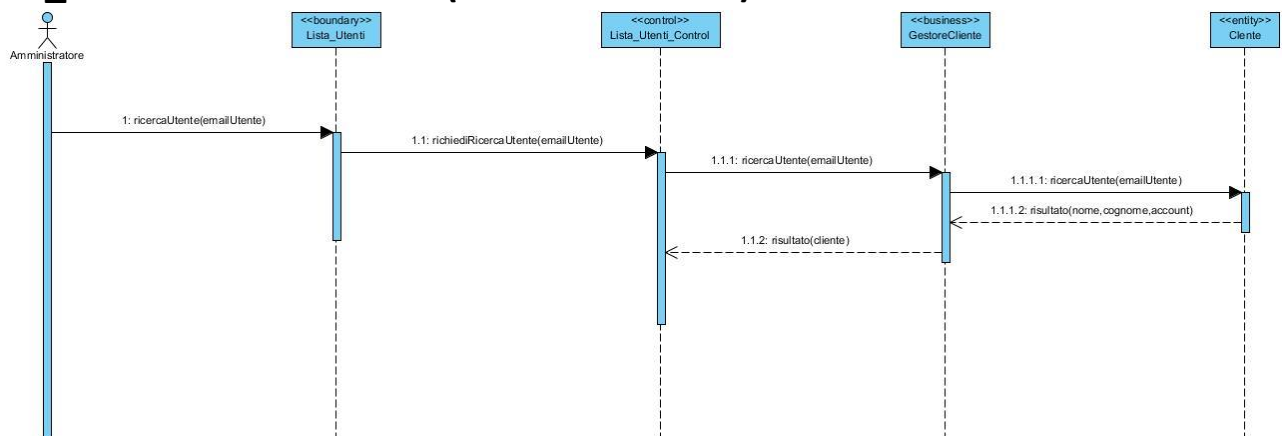 <<boundary>>
Lista_Utenti
<<control>>
Lista_Utenti_Control
<<business>>
GestoreCliente
<<entity>>
Clente
Amministratore
1: ricercaUtente(emailUtente)
1.1: richiediRicercaUtente(emailUtente)
1.1.1: ricercaUtente(emailUtente)
1.1.1.1: ricercaUtente(emailUtente)
1.1.1.2: risultato(nome,cognome,account)
1.1.2: risultato(cliente)